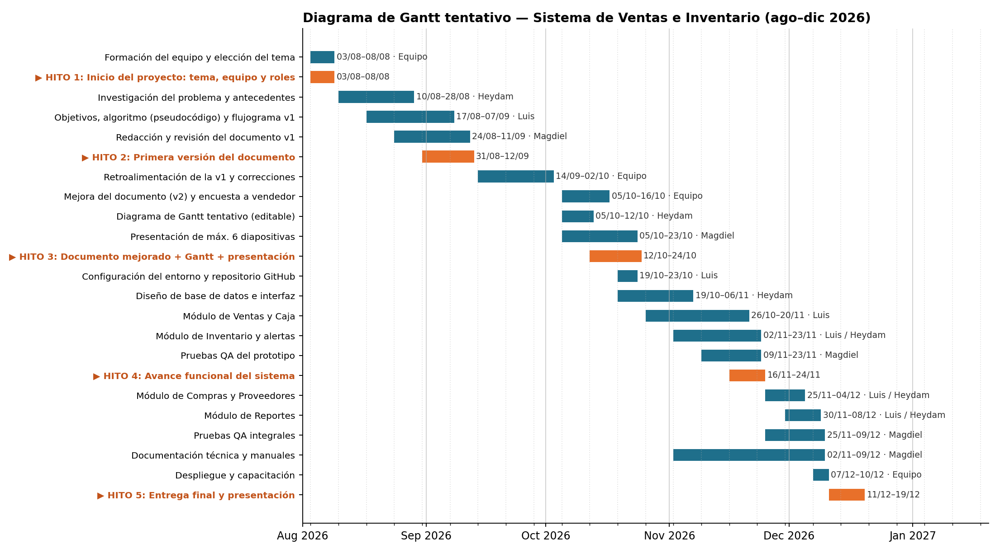 Diagrama de Gantt tentativo — Sistema de Ventas e Inventario (ago–dic 2026)
Formación del equipo y elección del tema 03/08–08/08 · Equipo
▶ HITO 1: Inicio del proyecto: tema, equipo y roles 03/08–08/08
Investigación del problema y antecedentes 10/08–28/08 · Heydam
Objetivos, algoritmo (pseudocódigo) y flujograma v1 17/08–07/09 · Luis
Redacción y revisión del documento v1 24/08–11/09 · Magdiel
▶ HITO 2: Primera versión del documento 31/08–12/09
Retroalimentación de la v1 y correcciones 14/09–02/10 · Equipo
Mejora del documento (v2) y encuesta a vendedor 05/10–16/10 · Equipo
Diagrama de Gantt tentativo (editable) 05/10–12/10 · Heydam
Presentación de máx. 6 diapositivas 05/10–23/10 · Magdiel
▶ HITO 3: Documento mejorado + Gantt + presentación 12/10–24/10
Configuración del entorno y repositorio GitHub 19/10–23/10 · Luis
Diseño de base de datos e interfaz 19/10–06/11 · Heydam
Módulo de Ventas y Caja 26/10–20/11 · Luis
Módulo de Inventario y alertas 02/11–23/11 · Luis / Heydam
Pruebas QA del prototipo 09/11–23/11 · Magdiel
▶ HITO 4: Avance funcional del sistema 16/11–24/11
Módulo de Compras y Proveedores 25/11–04/12 · Luis / Heydam
Módulo de Reportes 30/11–08/12 · Luis / Heydam
Pruebas QA integrales 25/11–09/12 · Magdiel
Documentación técnica y manuales 02/11–09/12 · Magdiel
Despliegue y capacitación 07/12–10/12 · Equipo
▶ HITO 5: Entrega final y presentación 11/12–19/12
Aug 2026 Sep 2026 Oct 2026 Nov 2026 Dec 2026 Jan 2027